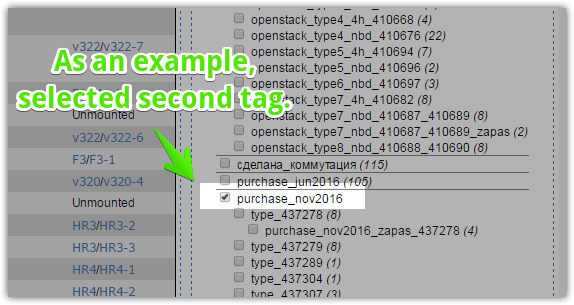 v322/v322-7
Unmounted
v322/v322-6
F3/F3-1
v320/v320-4
Unmounted
HR3/HR3-2
HR3/HR3-3
HR4/HR4-1
HR4/HR4-2
As an example,
selected second tag.
openstack_type4_4h_410668 (4)
openstack_type4_nbd_410676 (22)
openstack_type5_4h_410694 (7)
openstack_type5_nbd_410696 (2)
openstack_type6_nbd_410697 (3)
openstack_type7_4h_410682 (8)
openstack_type7_nbd_410687_410689 (8)
openstack_type7_nbd_410687_410689_zapas (2)
openstack_type8_nbd_410688_410690 (8)
сделана_коммутация (115)
purchase_jun2016 (105)
purchase_nov2016
type_437278 (8)
purchase_nov2016_zapas_437278 (4)
type_437279 (8)
type_437289 (1)
type_437304 (1)
type_437307 (3)